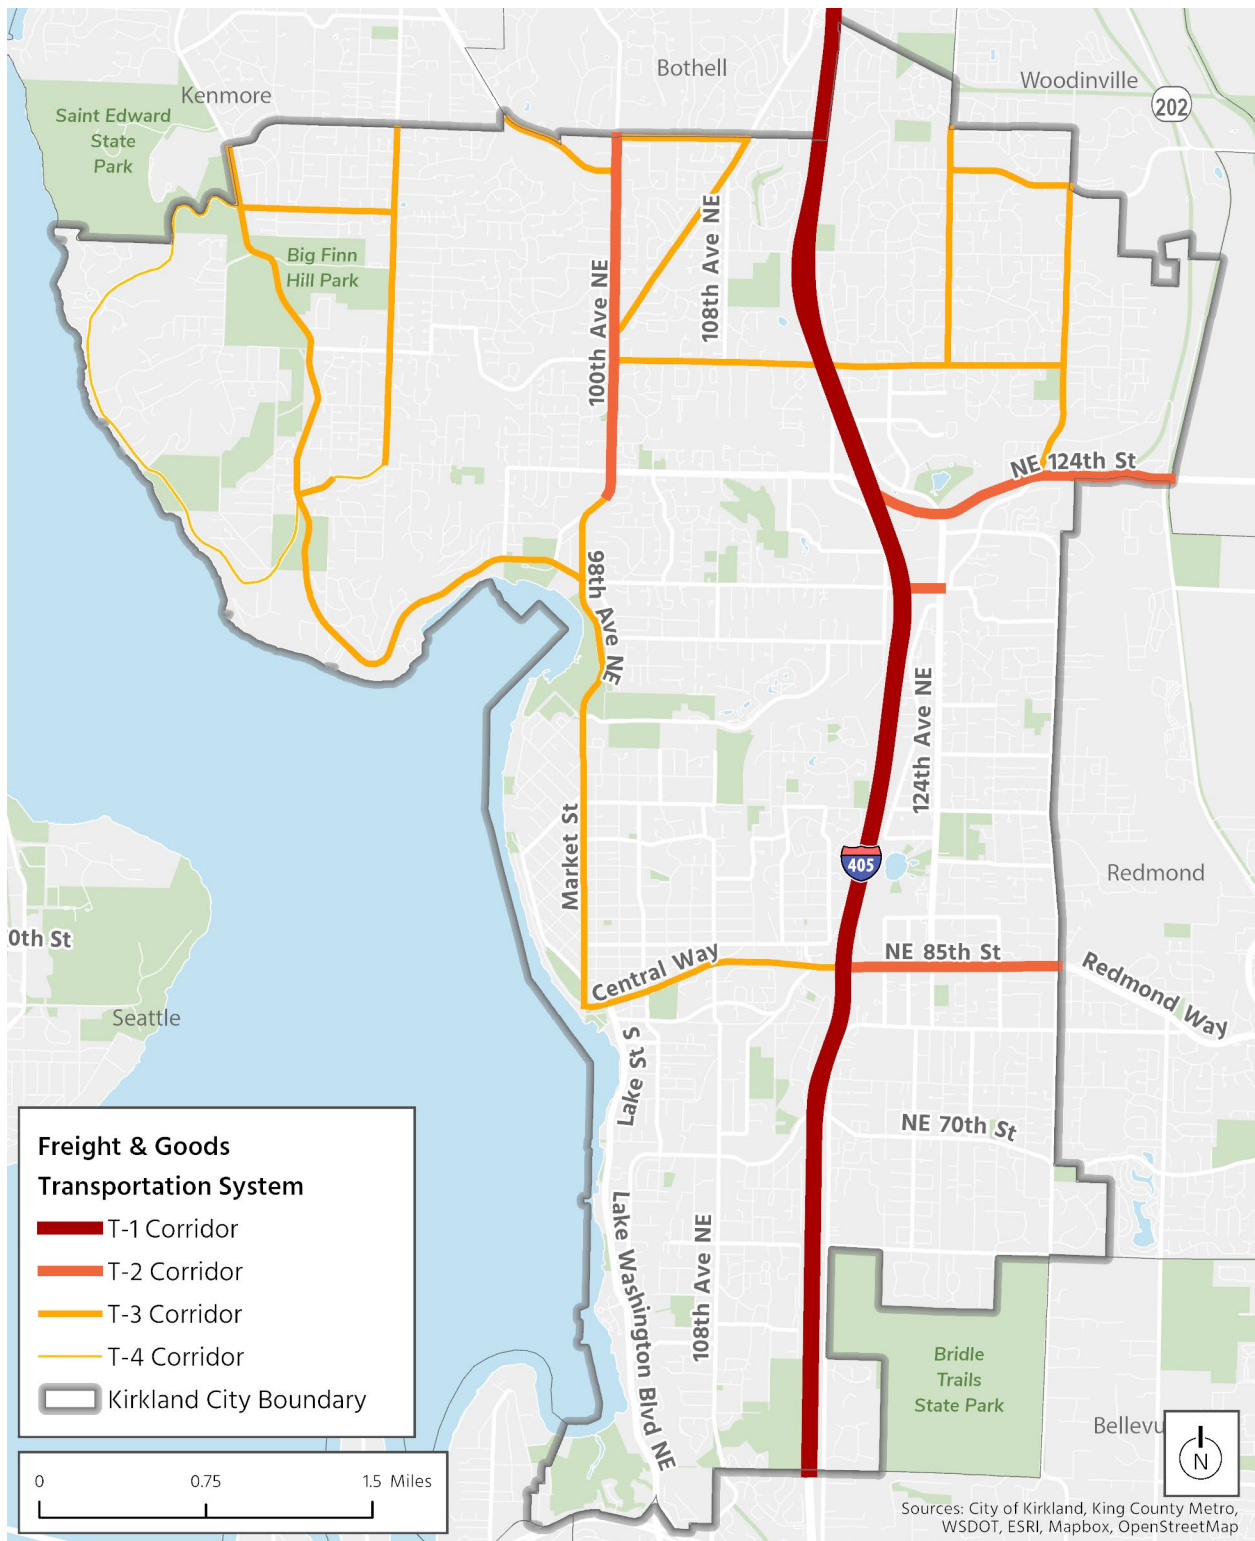 Bothell
Woodinville
Kenmore
202
Saint Edward
State
Park
Big Finn
Hill Park
108th Ave NE
100th Ave NE
NE 124th St
98th Ave NE
124th Ave NE
Market St
405
Redmond
0th St
NE 85th St
Central Way
Redmond Way
Seattle
Lake St S
NE 70th St
Lake Washington Blvd NE
108th Ave NE
Bridle
Trails
State Park
Bellevu
N
Freight & Goods
Transportation System
T-1 Corridor
T-2 Corridor
T-3 Corridor
T-4 Corridor
Kirkland City Boundary
0 0.75 1.5 Miles
Sources: City of Kirkland, King County Metro,
WSDOT, ESRI, Mapbox, OpenStreetMap